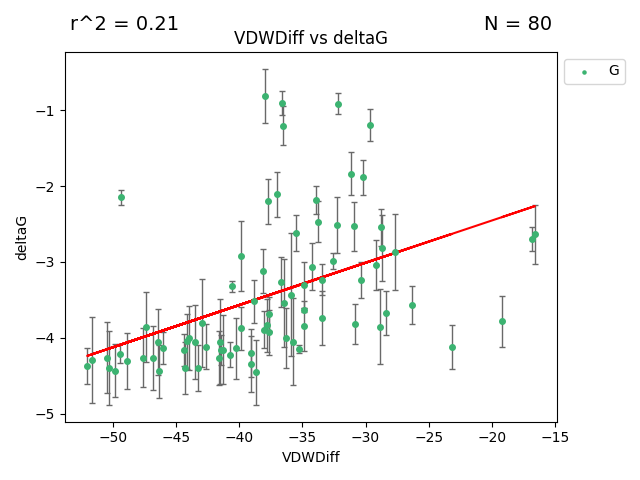 r^2 = 0.21
N = 80
VDWDiff vs deltaG
G
−1
−2
−3
−4
−5
deltaG
−50 −45 −40 −35 −30 −25 −20 −15
VDWDiff